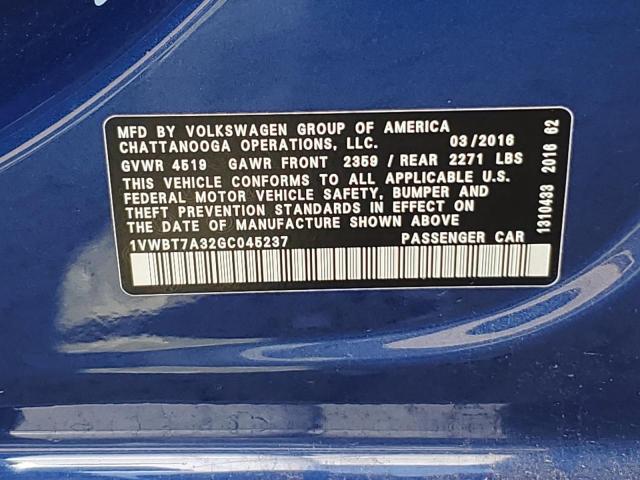 MFD BY VOLKSWAGEN GROUP OF AMERICA
CHATTANOOGA OPERATIONS, LLC. 03/2016
GVWR 4519 GAWR FRONT 2359 / REAR 2271 LBS
THIS VEHICLE CONFORMS TO ALL APPLICABLE U.S.
FEDERAL MOTOR VEHICLE SAFETY, BUMPER AND
THEFT PREVENTION STANDARDS IN EFFECT ON
THE DATE OF MANUFACTURE SHOWN ABOVE
1VWBT7A32GC045237 PASSENGER CAR
1310433 2016 62